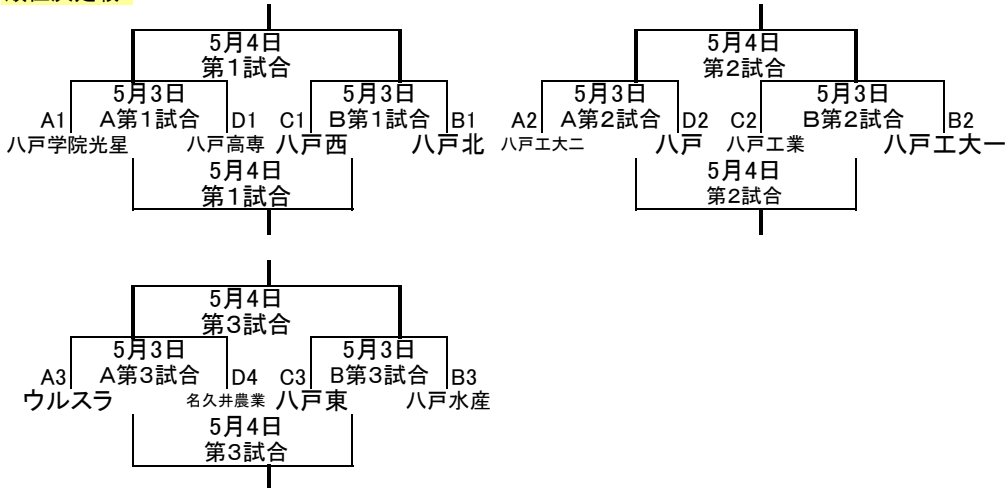 5月4日
第1試合
5月3日
A第1試合
5月3日
B第1試合
A1
D1
C1
B1
八戸学院光星
八戸高専
八戸西
八戸北
5月4日
第1試合
5月4日
第2試合
5月3日
A第2試合
5月3日
B第2試合
A2
D2
C2
B2
八戸工大二
八戸
八戸工業
八戸工大一
5月4日
第2試合
5月4日
第3試合
5月3日
A第3試合
5月3日
B第3試合
A3
D4
C3
B3
ウルスラ
名久井農業
八戸東
八戸水産
5月4日
第3試合